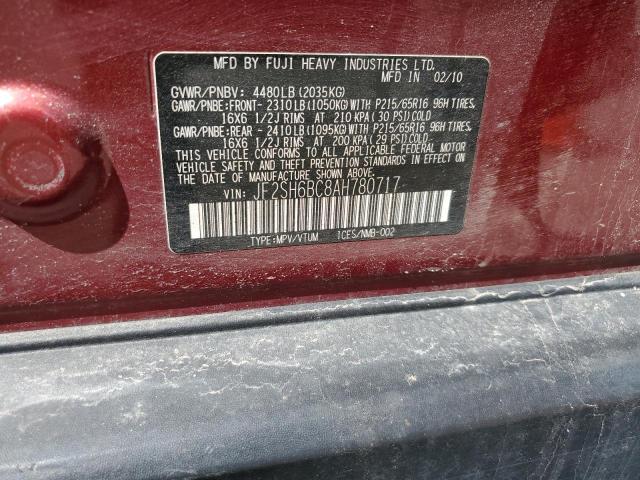 MFD BY FUJI HEAVY INDUSTRIES LTD.
MFD IN 02/10
GVWR/PNBV: 4480LB(2035KG)
GAWR/PNBE:FRONT-2310LB(1050KG)WITH P215/65R16 96H TIRES,
16X6 1/2J RIMS AT 210 KPA (30 PSI)COLD
GAWR/PNBE:REAR -2410LB(1095KG)WITH P215/65R16 96H TIRES,
16X6 1/2J RIMS AT 200 KPA (29 PSI)COLD
THIS VEHICLE CONFORMS TO ALL APPLICABLE FEDERAL MOTOR
VEHICLE SAFETY AND THEFT PREVENTION STANDARDS IN EFFECT ON THE
DATE OF MANUFACTURE SHOWN ABOVE.
VIN: JF2SH6BC8AH780717
TYPE:MPV/VTUM ICES/NMB-002